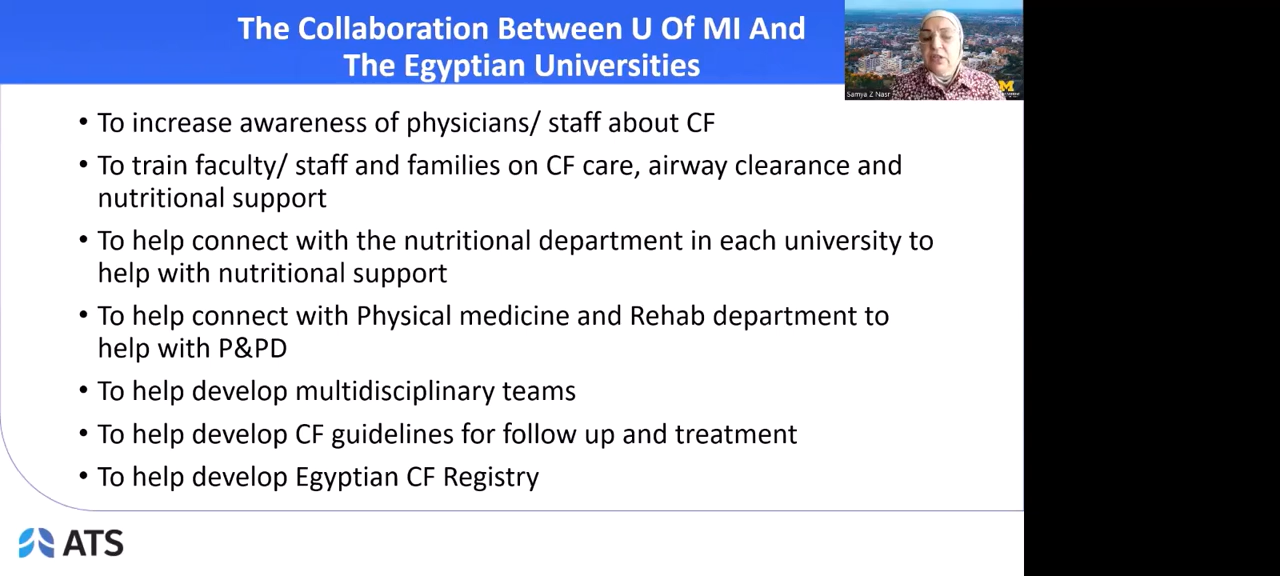 The Collaboration Between U Of MI And
The Egyptian Universities
Samya Z Nasr
M
• To increase awareness of physicians/ staff about CF
• To train faculty/ staff and families on CF care, airway clearance and
nutritional support
• To help connect with the nutritional department in each university to
help with nutritional support
• To help connect with Physical medicine and Rehab department to
help with P&PD
• To help develop multidisciplinary teams
• To help develop CF guidelines for follow up and treatment
• To help develop Egyptian CF Registry
ATS